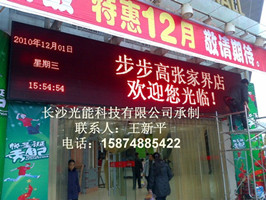 特惠12月 敬请期待
2010年12月01日
星期三
15:54:54
步步高张家界店
欢迎您光临!
长沙光能科技有限公司承制
联系人:王新平
电话:15874885422